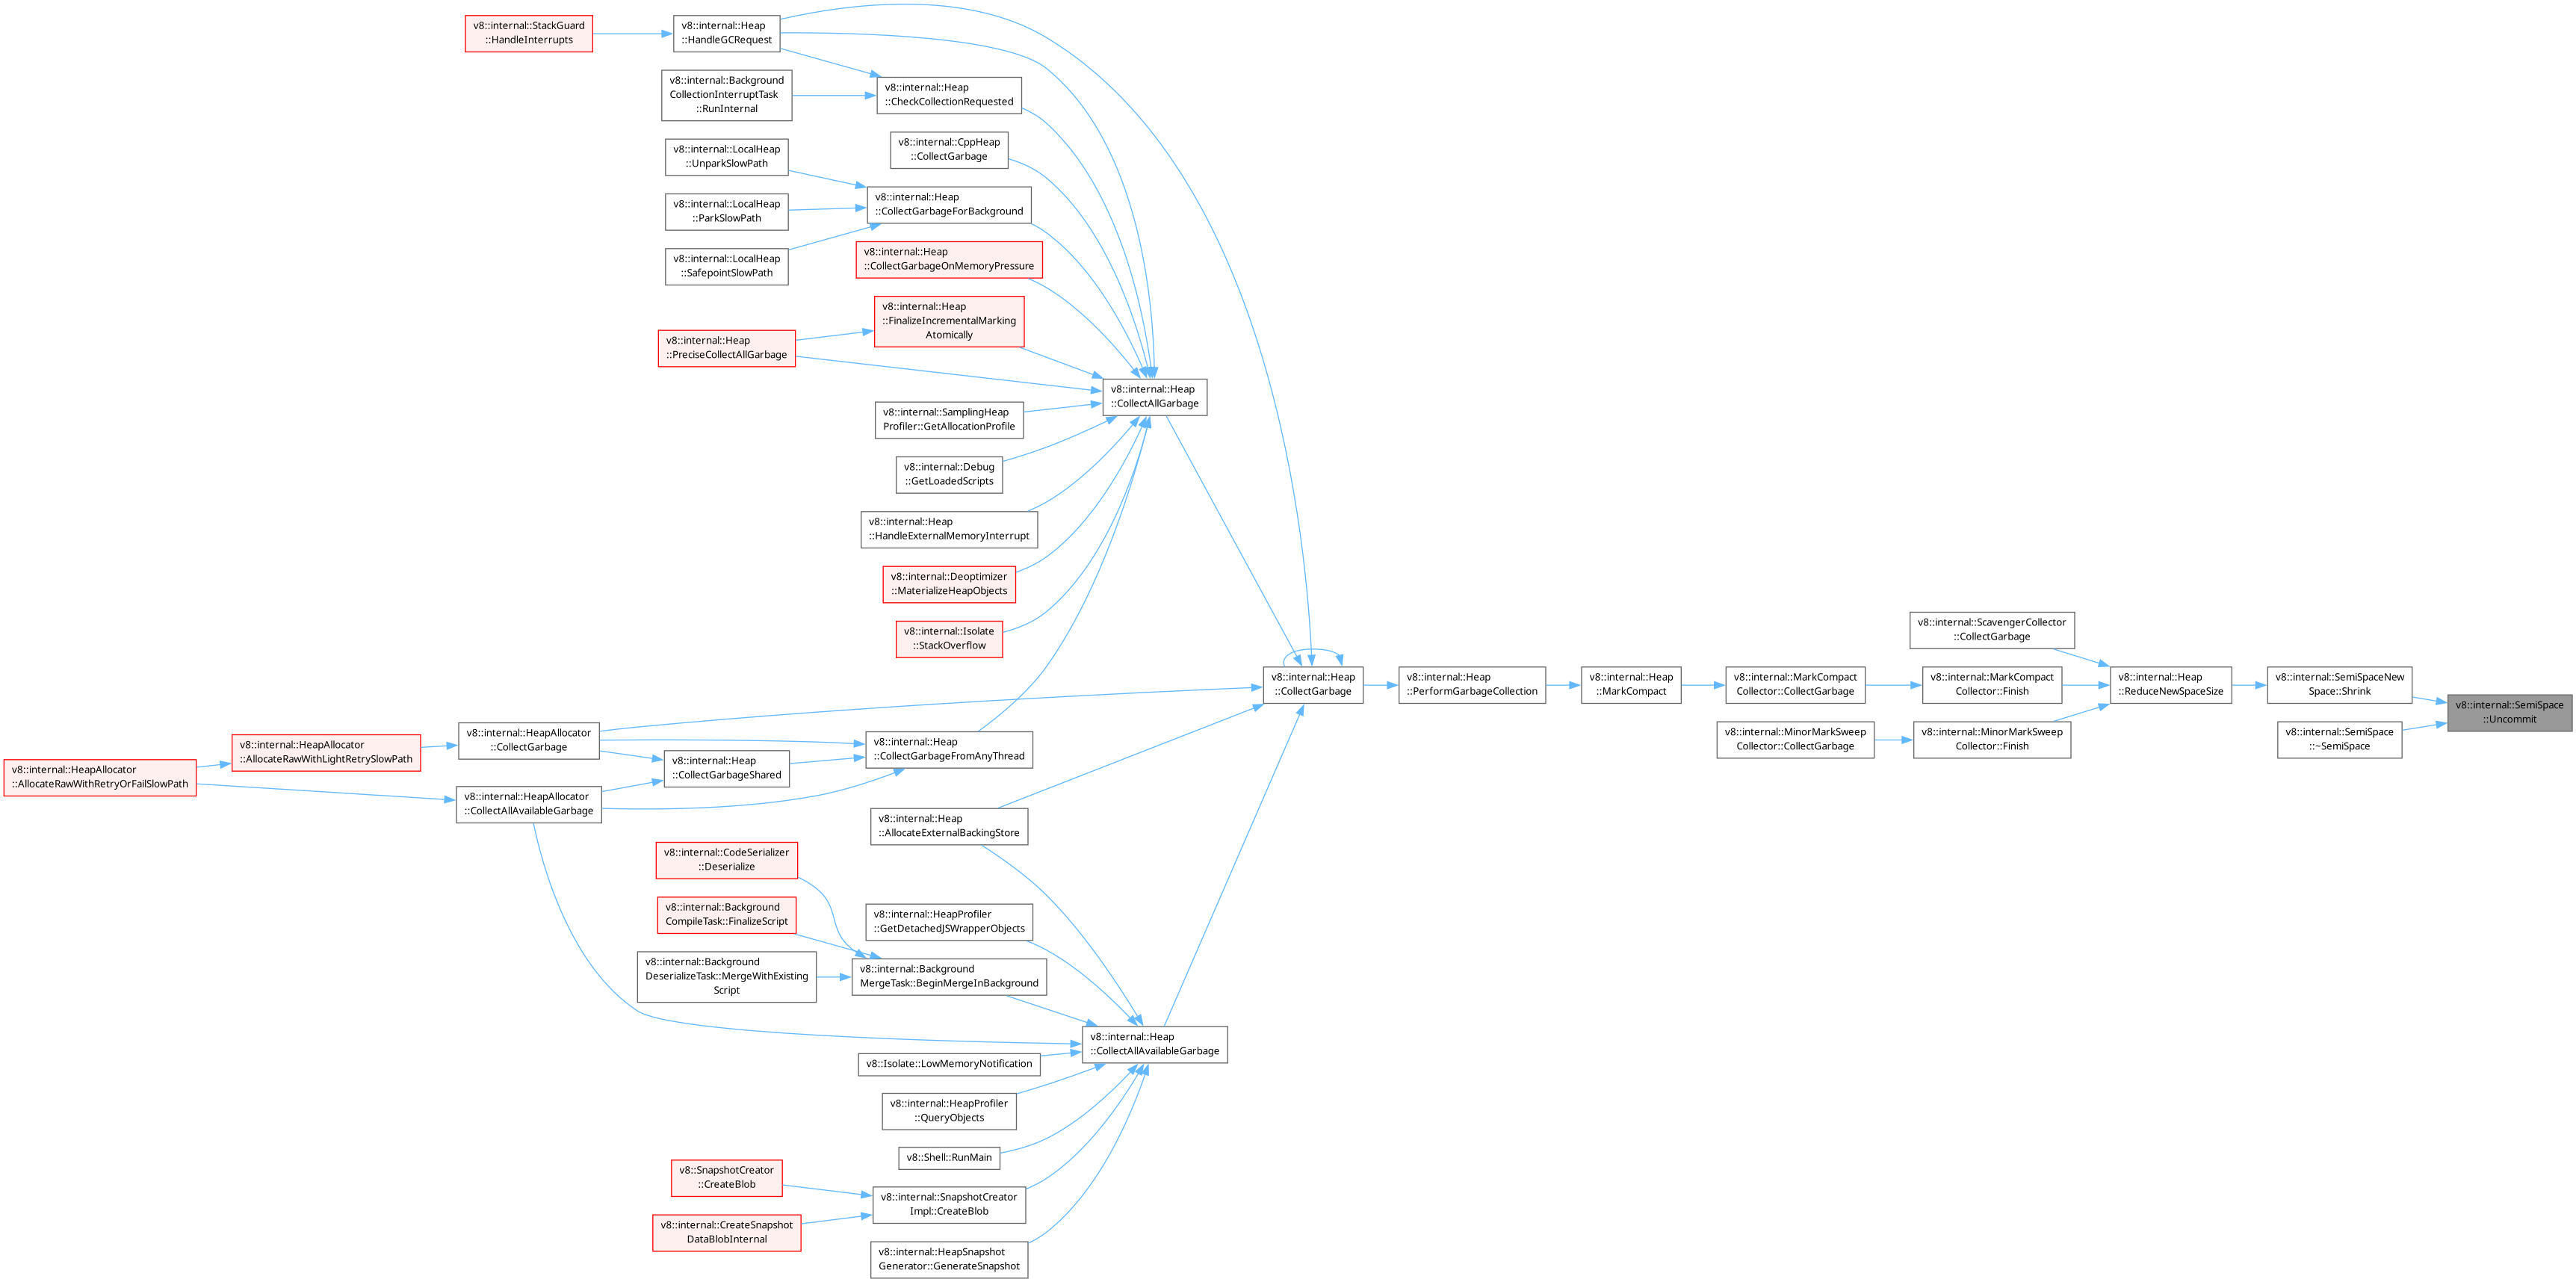 v8::internal::StackGuard
::HandleInterrupts
v8::internal::Heap
::HandleGCRequest
v8::internal::Background
CollectionInterruptTask
::RunInternal
v8::internal::Heap
::CheckCollectionRequested
v8::internal::CppHeap
::CollectGarbage
v8::internal::LocalHeap
::UnparkSlowPath
v8::internal::LocalHeap
::ParkSlowPath
v8::internal::Heap
::CollectGarbageForBackground
v8::internal::LocalHeap
::SafepointSlowPath
v8::internal::Heap
::CollectGarbageOnMemoryPressure
v8::internal::Heap
::FinalizeIncrementalMarking
Atomically
v8::internal::Heap
::PreciseCollectAllGarbage
v8::internal::Heap
::CollectAllGarbage
v8::internal::SamplingHeap
Profiler::GetAllocationProfile
v8::internal::Debug
::GetLoadedScripts
v8::internal::Heap
::HandleExternalMemoryInterrupt
v8::internal::Deoptimizer
::MaterializeHeapObjects
v8::internal::Isolate
::StackOverflow
v8::internal::Heap
::CollectGarbage
v8::internal::Heap
::PerformGarbageCollection
v8::internal::Heap
::MarkCompact
v8::internal::MarkCompact
Collector::CollectGarbage
v8::internal::ScavengerCollector
::CollectGarbage
v8::internal::MarkCompact
Collector::Finish
v8::internal::Heap
::ReduceNewSpaceSize
v8::internal::SemiSpaceNew
Space::Shrink
v8::internal::SemiSpace
::Uncommit
v8::internal::MinorMarkSweep
Collector::CollectGarbage
v8::internal::MinorMarkSweep
Collector::Finish
v8::internal::SemiSpace
::~SemiSpace
v8::internal::HeapAllocator
::CollectGarbage
v8::internal::HeapAllocator
::AllocateRawWithLightRetrySlowPath
v8::internal::HeapAllocator
::AllocateRawWithRetryOrFailSlowPath
v8::internal::Heap
::CollectGarbageFromAnyThread
v8::internal::Heap
::CollectGarbageShared
v8::internal::HeapAllocator
::CollectAllAvailableGarbage
v8::internal::Heap
::AllocateExternalBackingStore
v8::internal::CodeSerializer
::Deserialize
v8::internal::Background
CompileTask::FinalizeScript
v8::internal::HeapProfiler
::GetDetachedJSWrapperObjects
v8::internal::Background
DeserializeTask::MergeWithExisting
Script
v8::internal::Background
MergeTask::BeginMergeInBackground
v8::internal::Heap
::CollectAllAvailableGarbage
v8::Isolate::LowMemoryNotification
v8::internal::HeapProfiler
::QueryObjects
v8::Shell::RunMain
v8::SnapshotCreator
::CreateBlob
v8::internal::SnapshotCreator
Impl::CreateBlob
v8::internal::CreateSnapshot
DataBlobInternal
v8::internal::HeapSnapshot
Generator::GenerateSnapshot